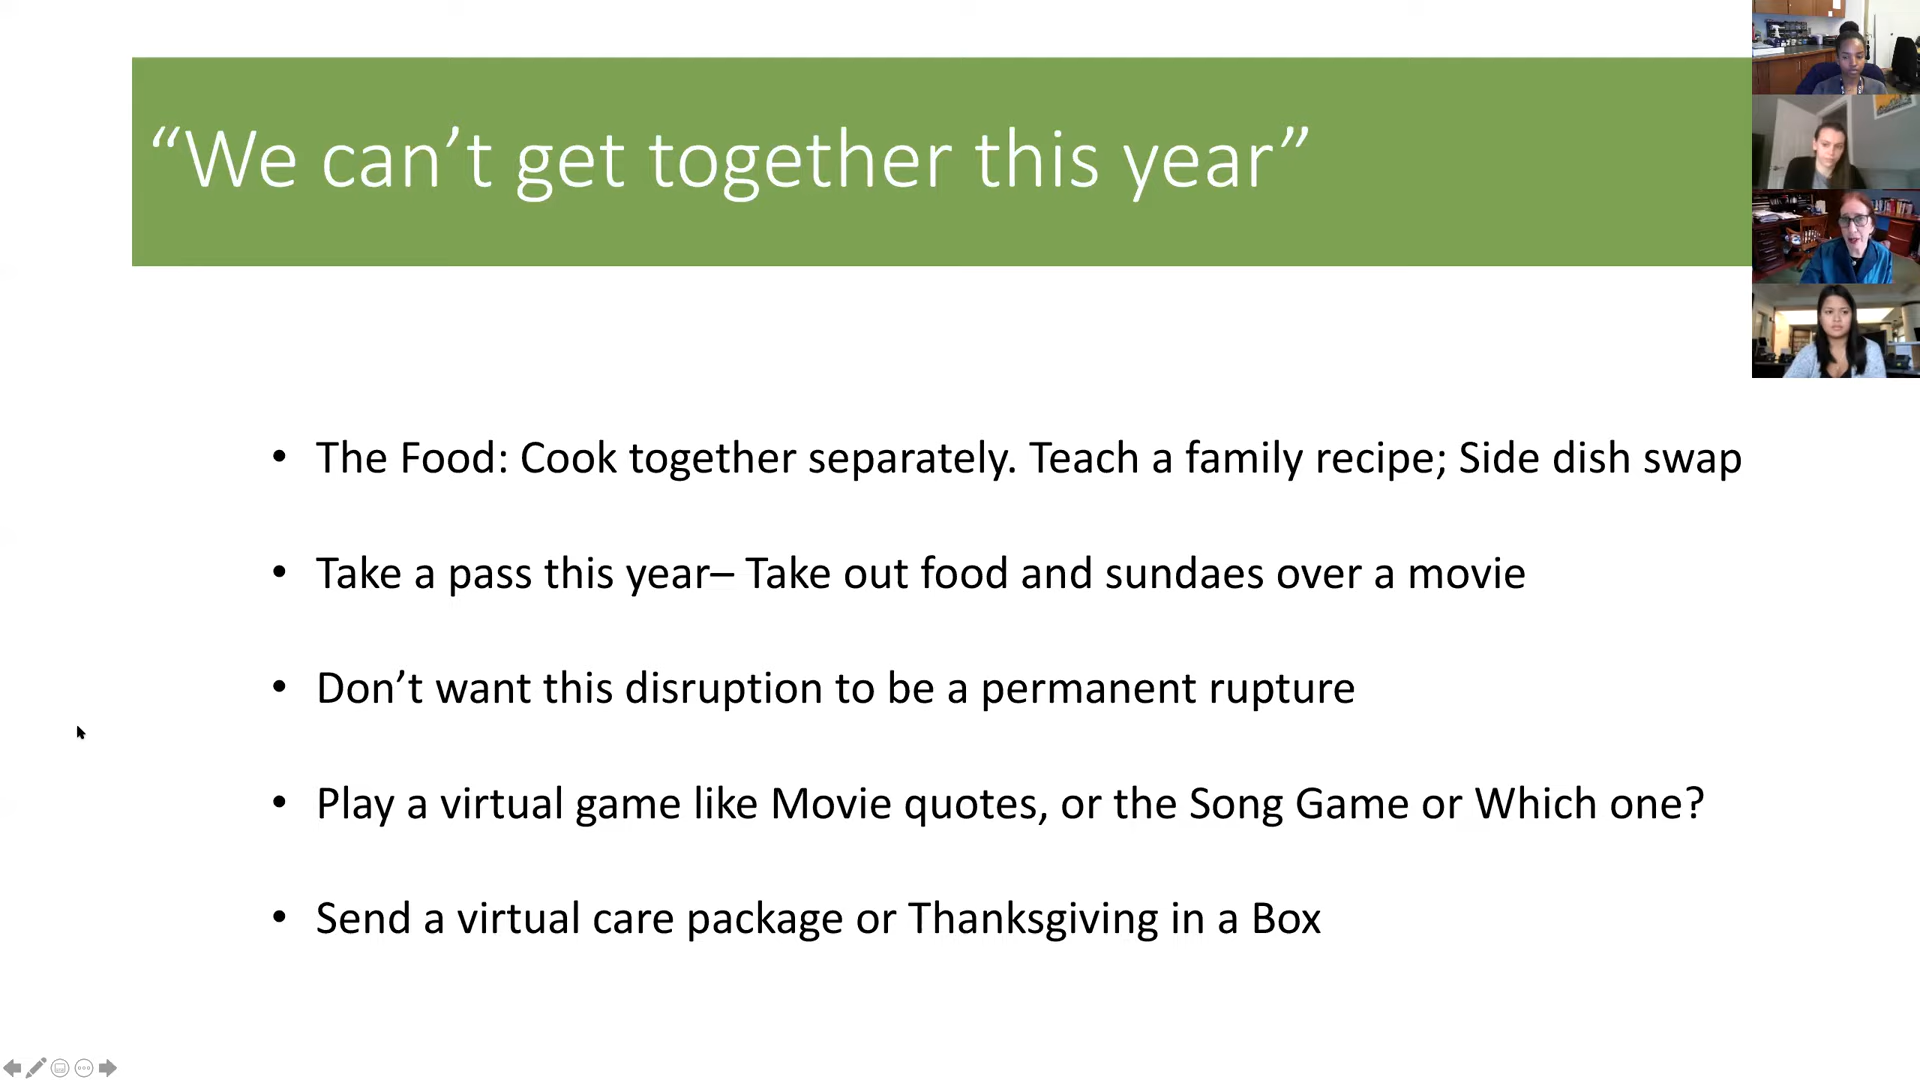 “We can’t get together this year”
• The Food: Cook together separately. Teach a family recipe; Side dish swap
• Take a pass this year– Take out food and sundaes over a movie
• Don’t want this disruption to be a permanent rupture
• Play a virtual game like Movie quotes, or the Song Game or Which one?
• Send a virtual care package or Thanksgiving in a Box